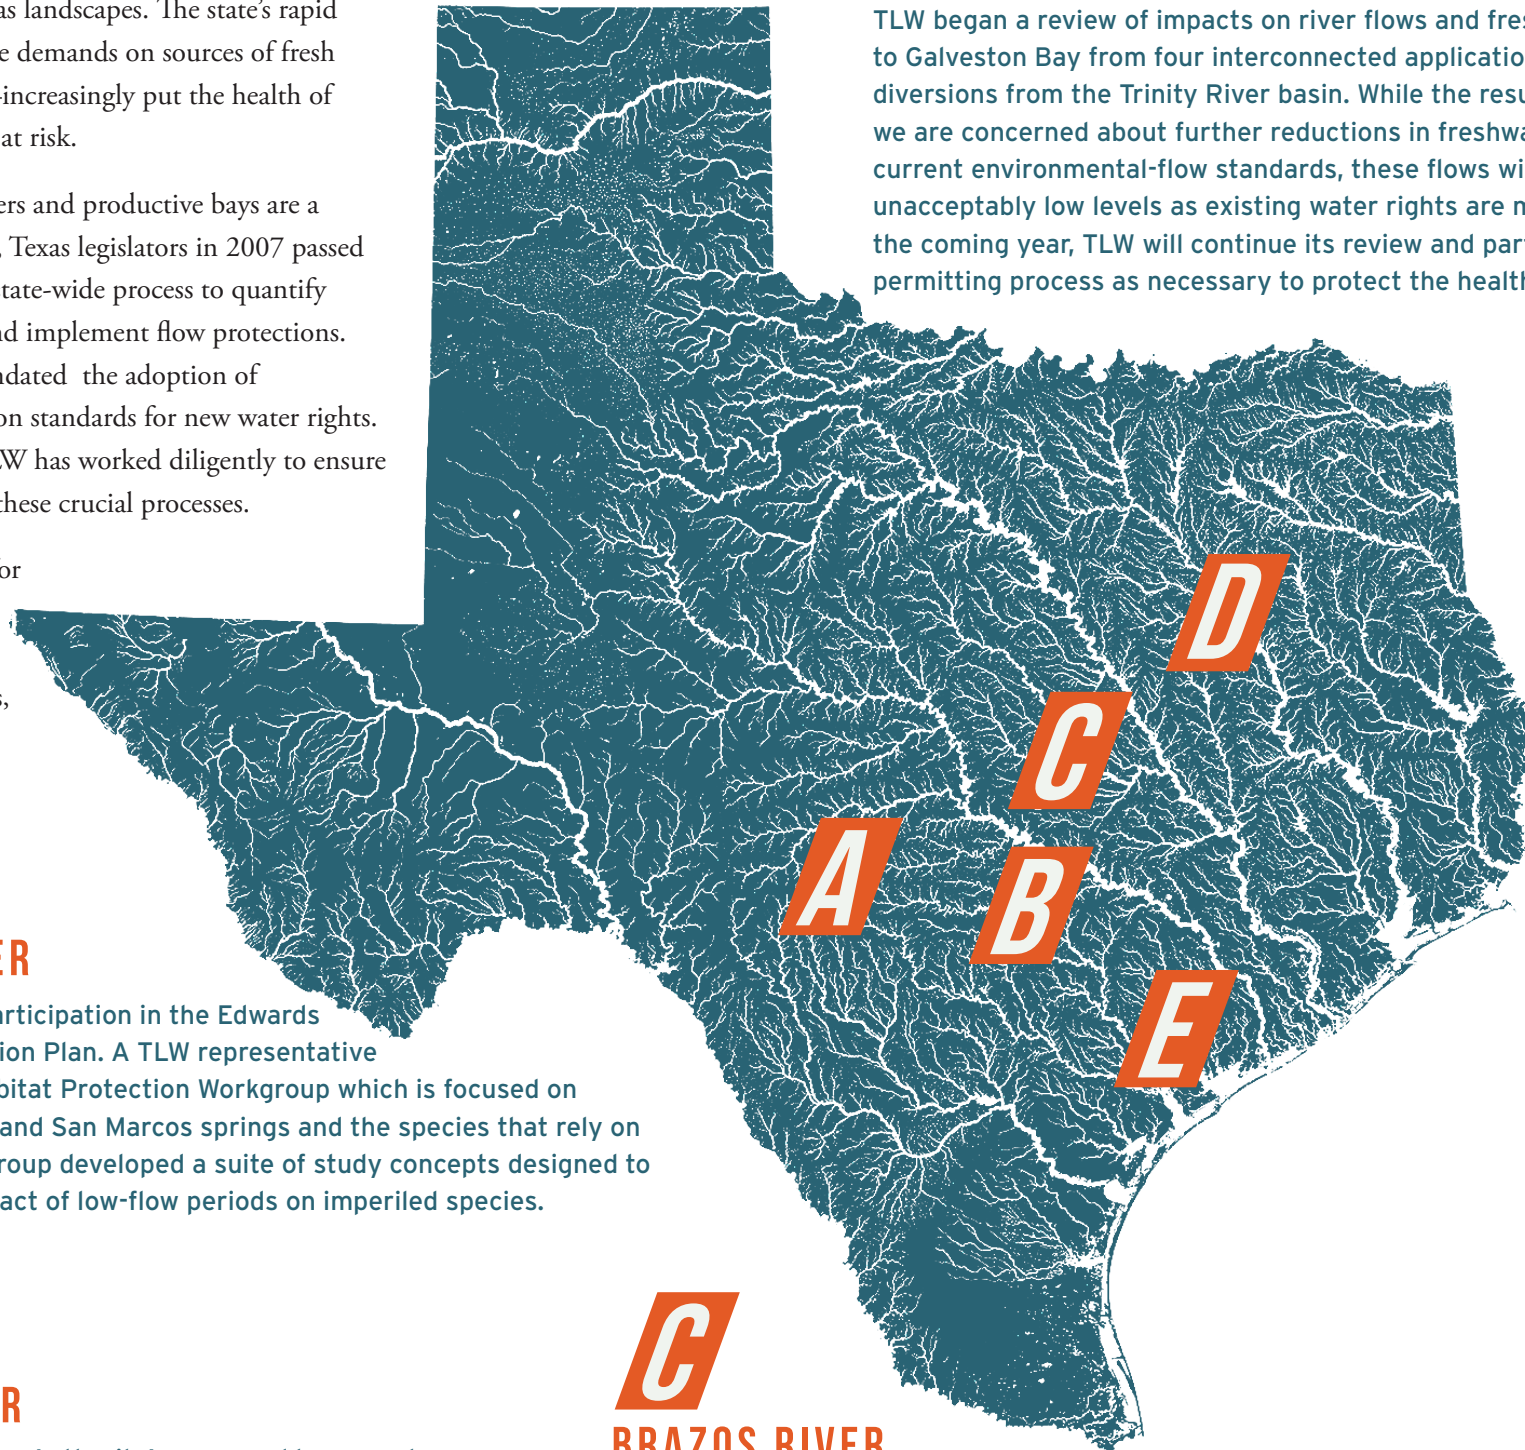 as landscapes. The state's rapid
e demands on sources of fresh
increasingly put the health of
at risk.
ers and productive bays are a
, Texas legislators in 2007 passed
tate-wide process to quantify
nd implement flow protections.
ndated the adoption of
on standards for new water rights.
LW has worked diligently to ensure
these crucial processes.
or
s,
TLW began a review of impacts on river flows and fres
to Galveston Bay from four interconnected applicatio
diversions from the Trinity River basin. While the resu
we are concerned about further reductions in freshwa
current environmental-flow standards, these flows wi
unacceptably low levels as existing water rights are m
the coming year, TLW will continue its review and par
permitting process as necessary to protect the health
D
C
A
B
E
ER
articipation in the Edwards
ion Plan. A TLW representative
bitat Protection Workgroup which is focused on
and San Marcos springs and the species that rely on
roup developed a suite of study concepts designed to
act of low-flow periods on imperiled species.
R
C
BRAZOS RIVER